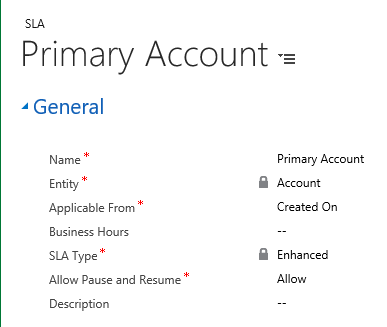 SLA
Primary Account
General
Name * Primary Account
Entity * Account
Applicable From * Created On
Business Hours --
SLA Type * Enhanced
Allow Pause and Resume * Allow
Description --